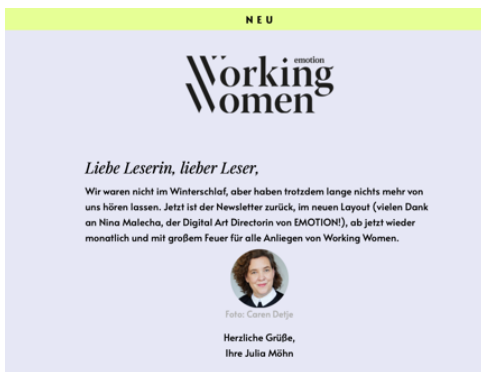 NEU
emotion
Working
Women
Liebe Leserin, lieber Leser,
Wir waren nicht im Winterschlaf, aber haben trotzdem lange nichts mehr von
uns hören lassen. Jetzt ist der Newsletter zurück, im neuen Layout (vielen Dank
an Nina Malecha, der Digital Art Directorin von EMOTION!), ab jetzt wieder
monatlich und mit großem Feuer für alle Anliegen von Working Women.
Foto: Caren Detje
Herzliche Grüße,
Ihre Julia Möhn